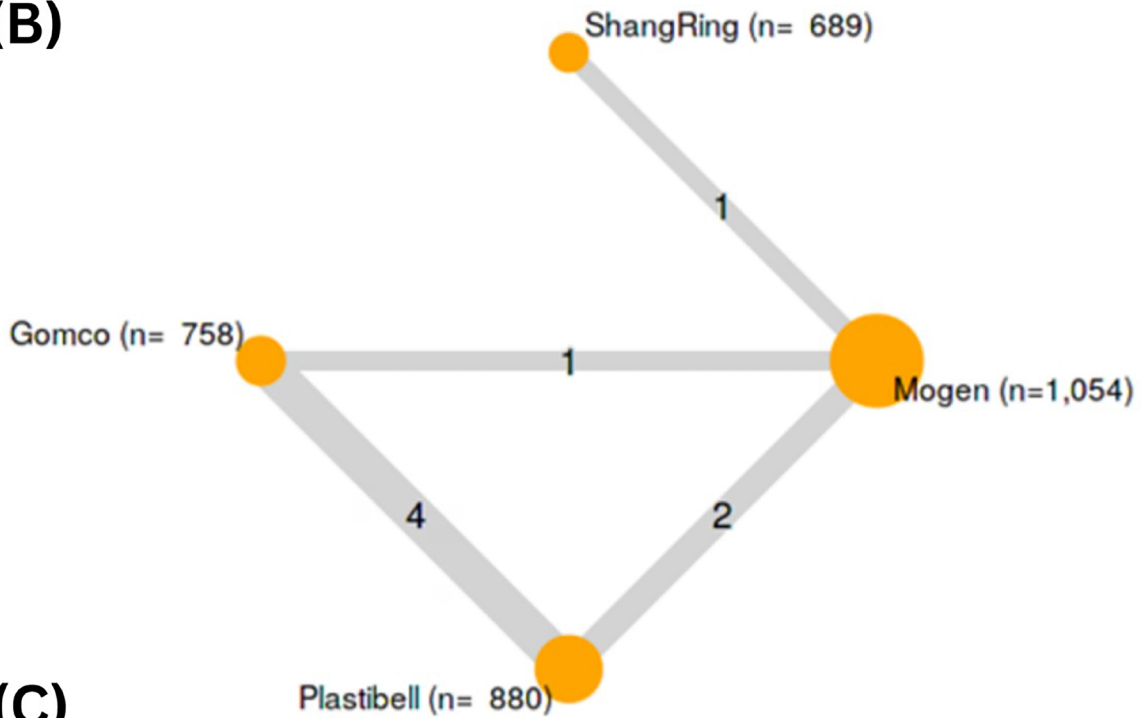 (B)
ShangRing (n= 689)
1
Gomco (n= 758)
1
Mogen (n=1,054)
4
2
Plastibell (n= 880)
(C)